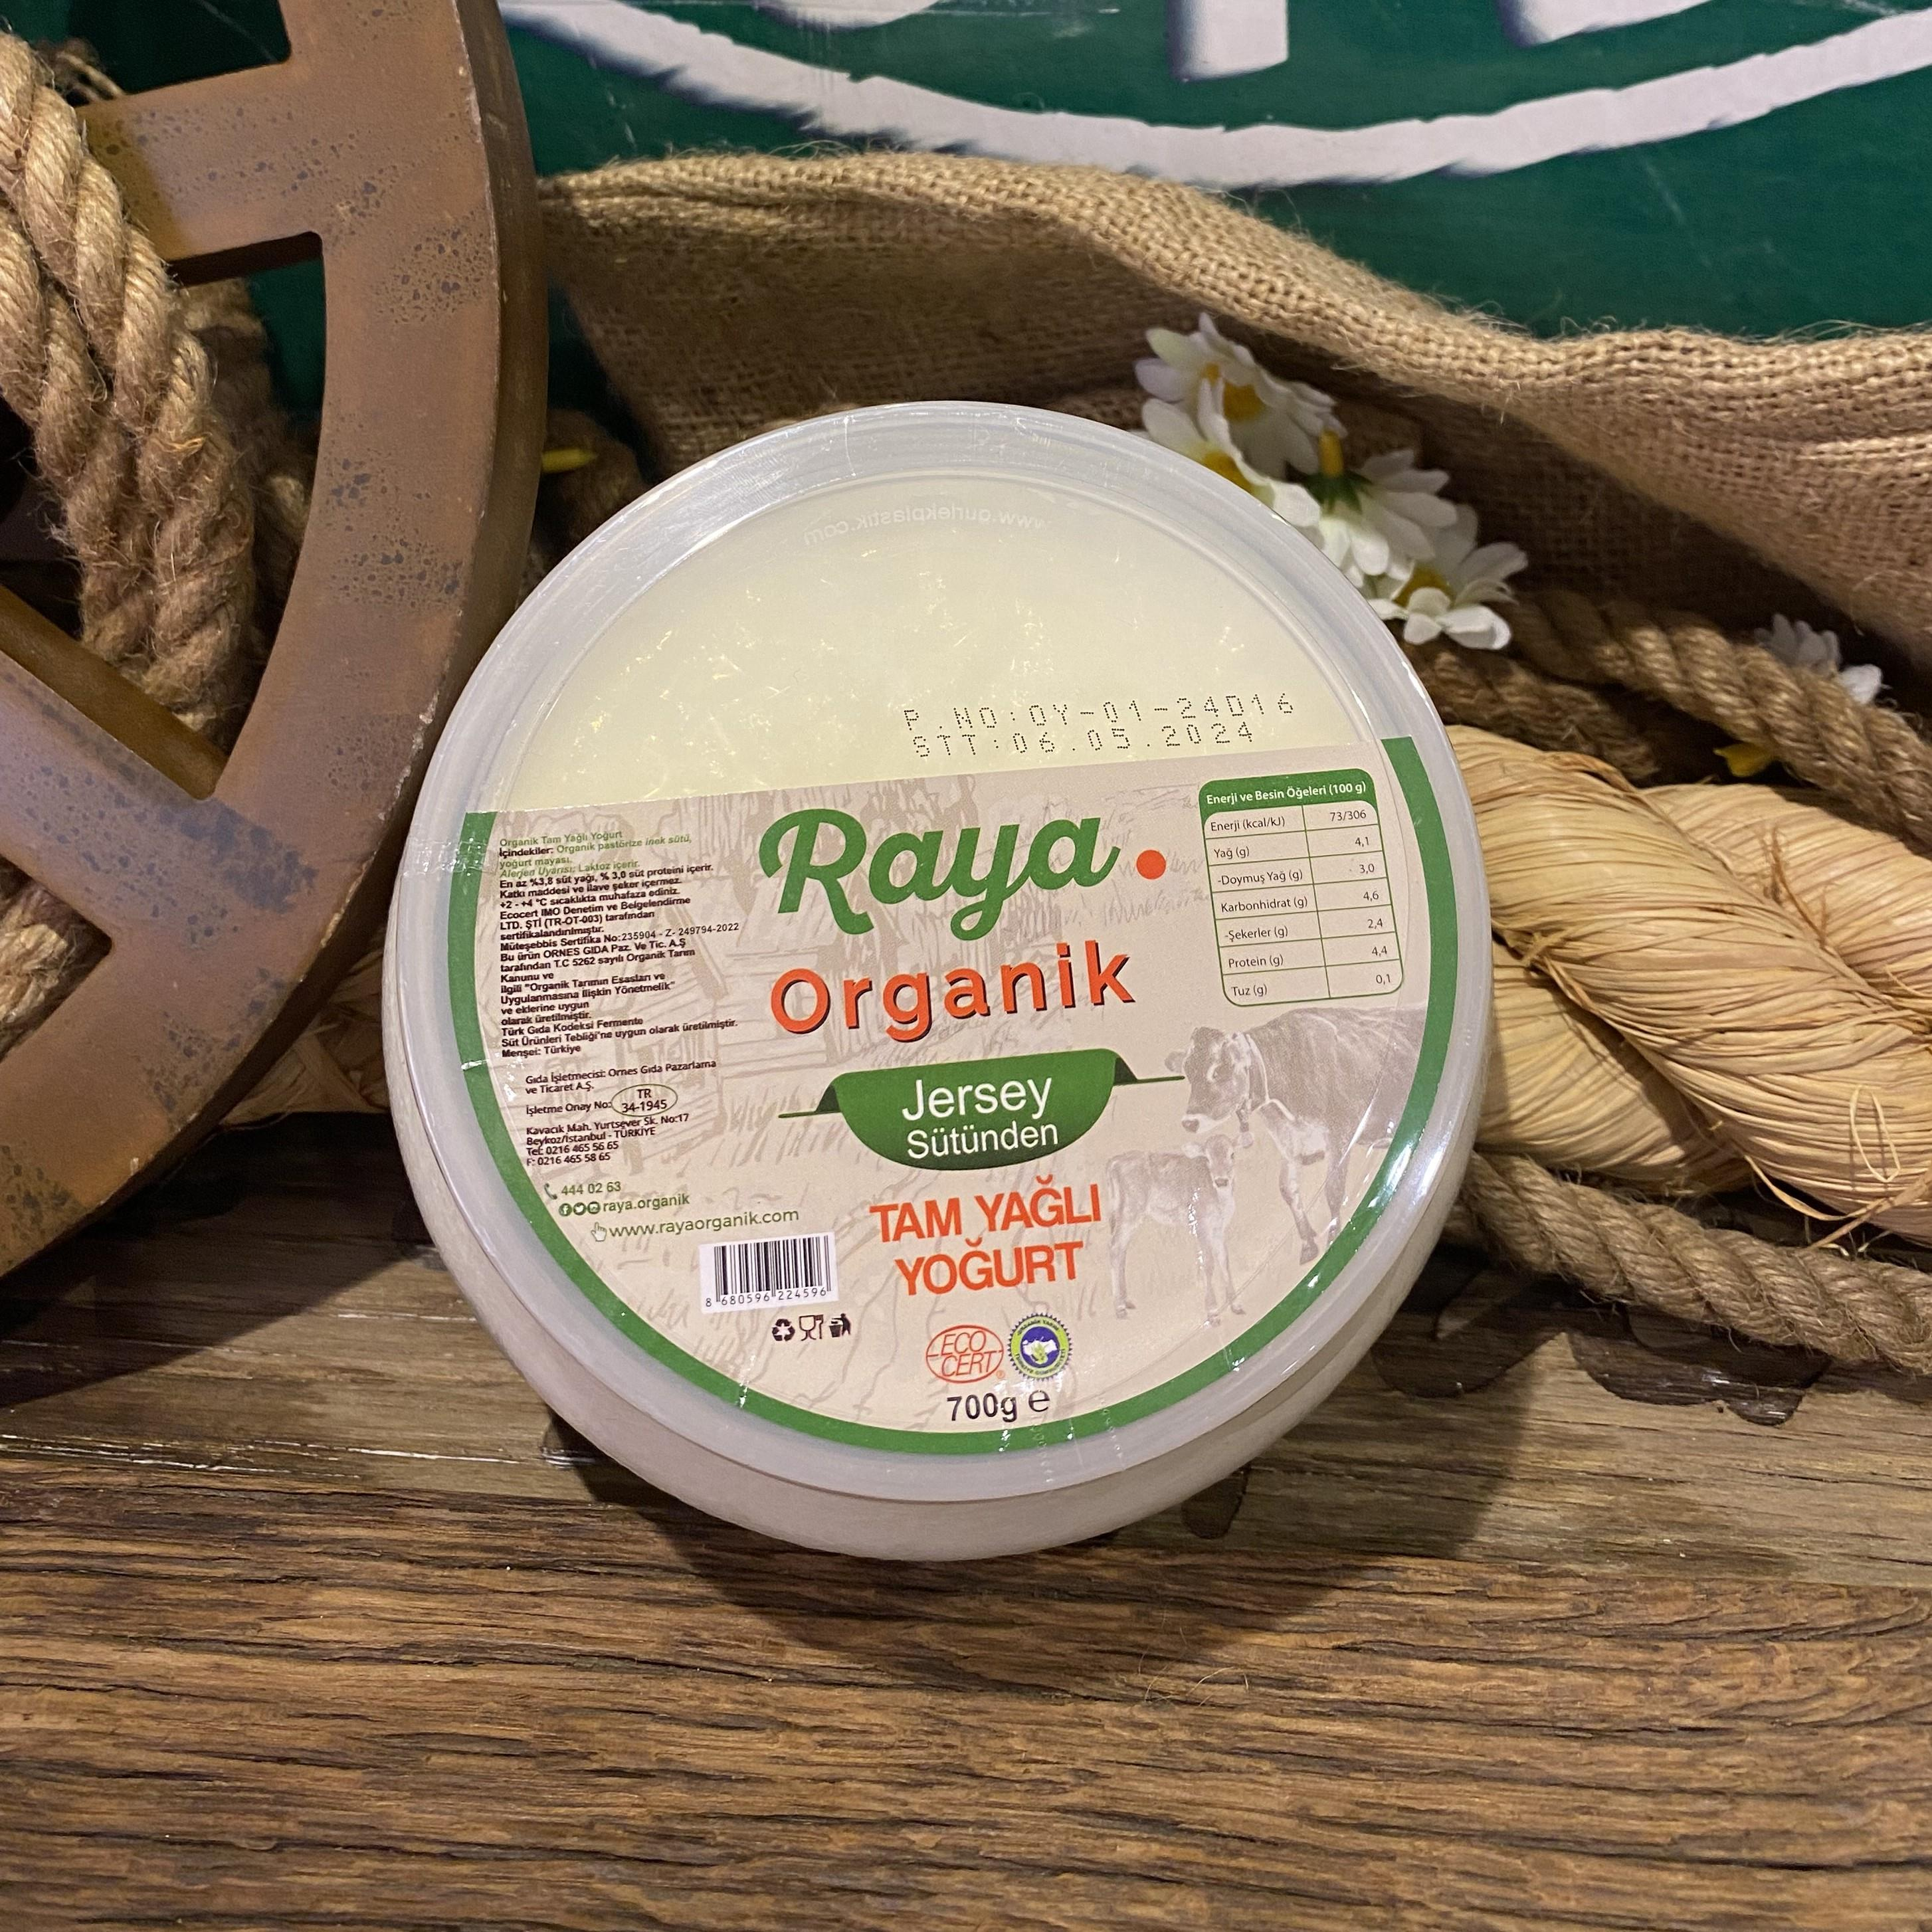 www.gurlekplastik.com
P.NO:OY-01-24D16
STT:06.05.2024
Raya.
Organik
Jersey
Sütünden
TAM YAĞLI
YOĞURT
ECO
CERT
700g e
Organik Tam Yağlı Yoğurt
İçindekiler: Organik pastörize inek sütü,
yoğurt mayası.
Alerjen Uyarısı: Laktoz içerir.
En az %3,8 süt yağı, % 3,0 süt proteini içerir.
Katkı maddesi ve ilave şeker içermez.
+2 - +4 °C sıcaklıkta muhafaza ediniz.
Ecocert IMO Denetim ve Belgelendirme
LTD. ŞTİ (TR-OT-003) tarafından
sertifikalandırılmıştır.
Müteşebbis Sertifika No:235904 - Z- 249794-2022
Bu ürün ORNES GIDA Paz. Ve Tic. A.Ş
tarafından T.C 5262 sayılı Organik Tarım
Kanunu ve
ilgili "Organik Tarımın Esasları ve
Uygulanmasına İlişkin Yönetmelik"
ve eklerine uygun
olarak üretilmiştir.
Türk Gıda Kodeksi Fermente
Süt Ürünleri Tebliği'ne uygun olarak üretilmiştir.
Menşei: Türkiye
Gıda İşletmecisi: Ornes Gıda Pazarlama
ve Ticaret A.Ş.
İşletme Onay No: TR
34-1945
Kavacık Mah. Yurtsever Sk. No:17
Beykoz/İstanbul - TÜRKİYE
Tel: 0216 465 56 65
F: 0216 465 58 65
444 02 63
raya.organik
www.rayaorganik.com
8 680596 224596
Enerji ve Besin Öğeleri (100 g)
Enerji (kcal/kJ) 73/306
Yağ (g) 4,1
-Doymuş Yağ (g) 3,0
Karbonhidrat (g) 4,6
-Şekerler (g) 2,4
Protein (g) 4,4
Tuz (g) 0,1